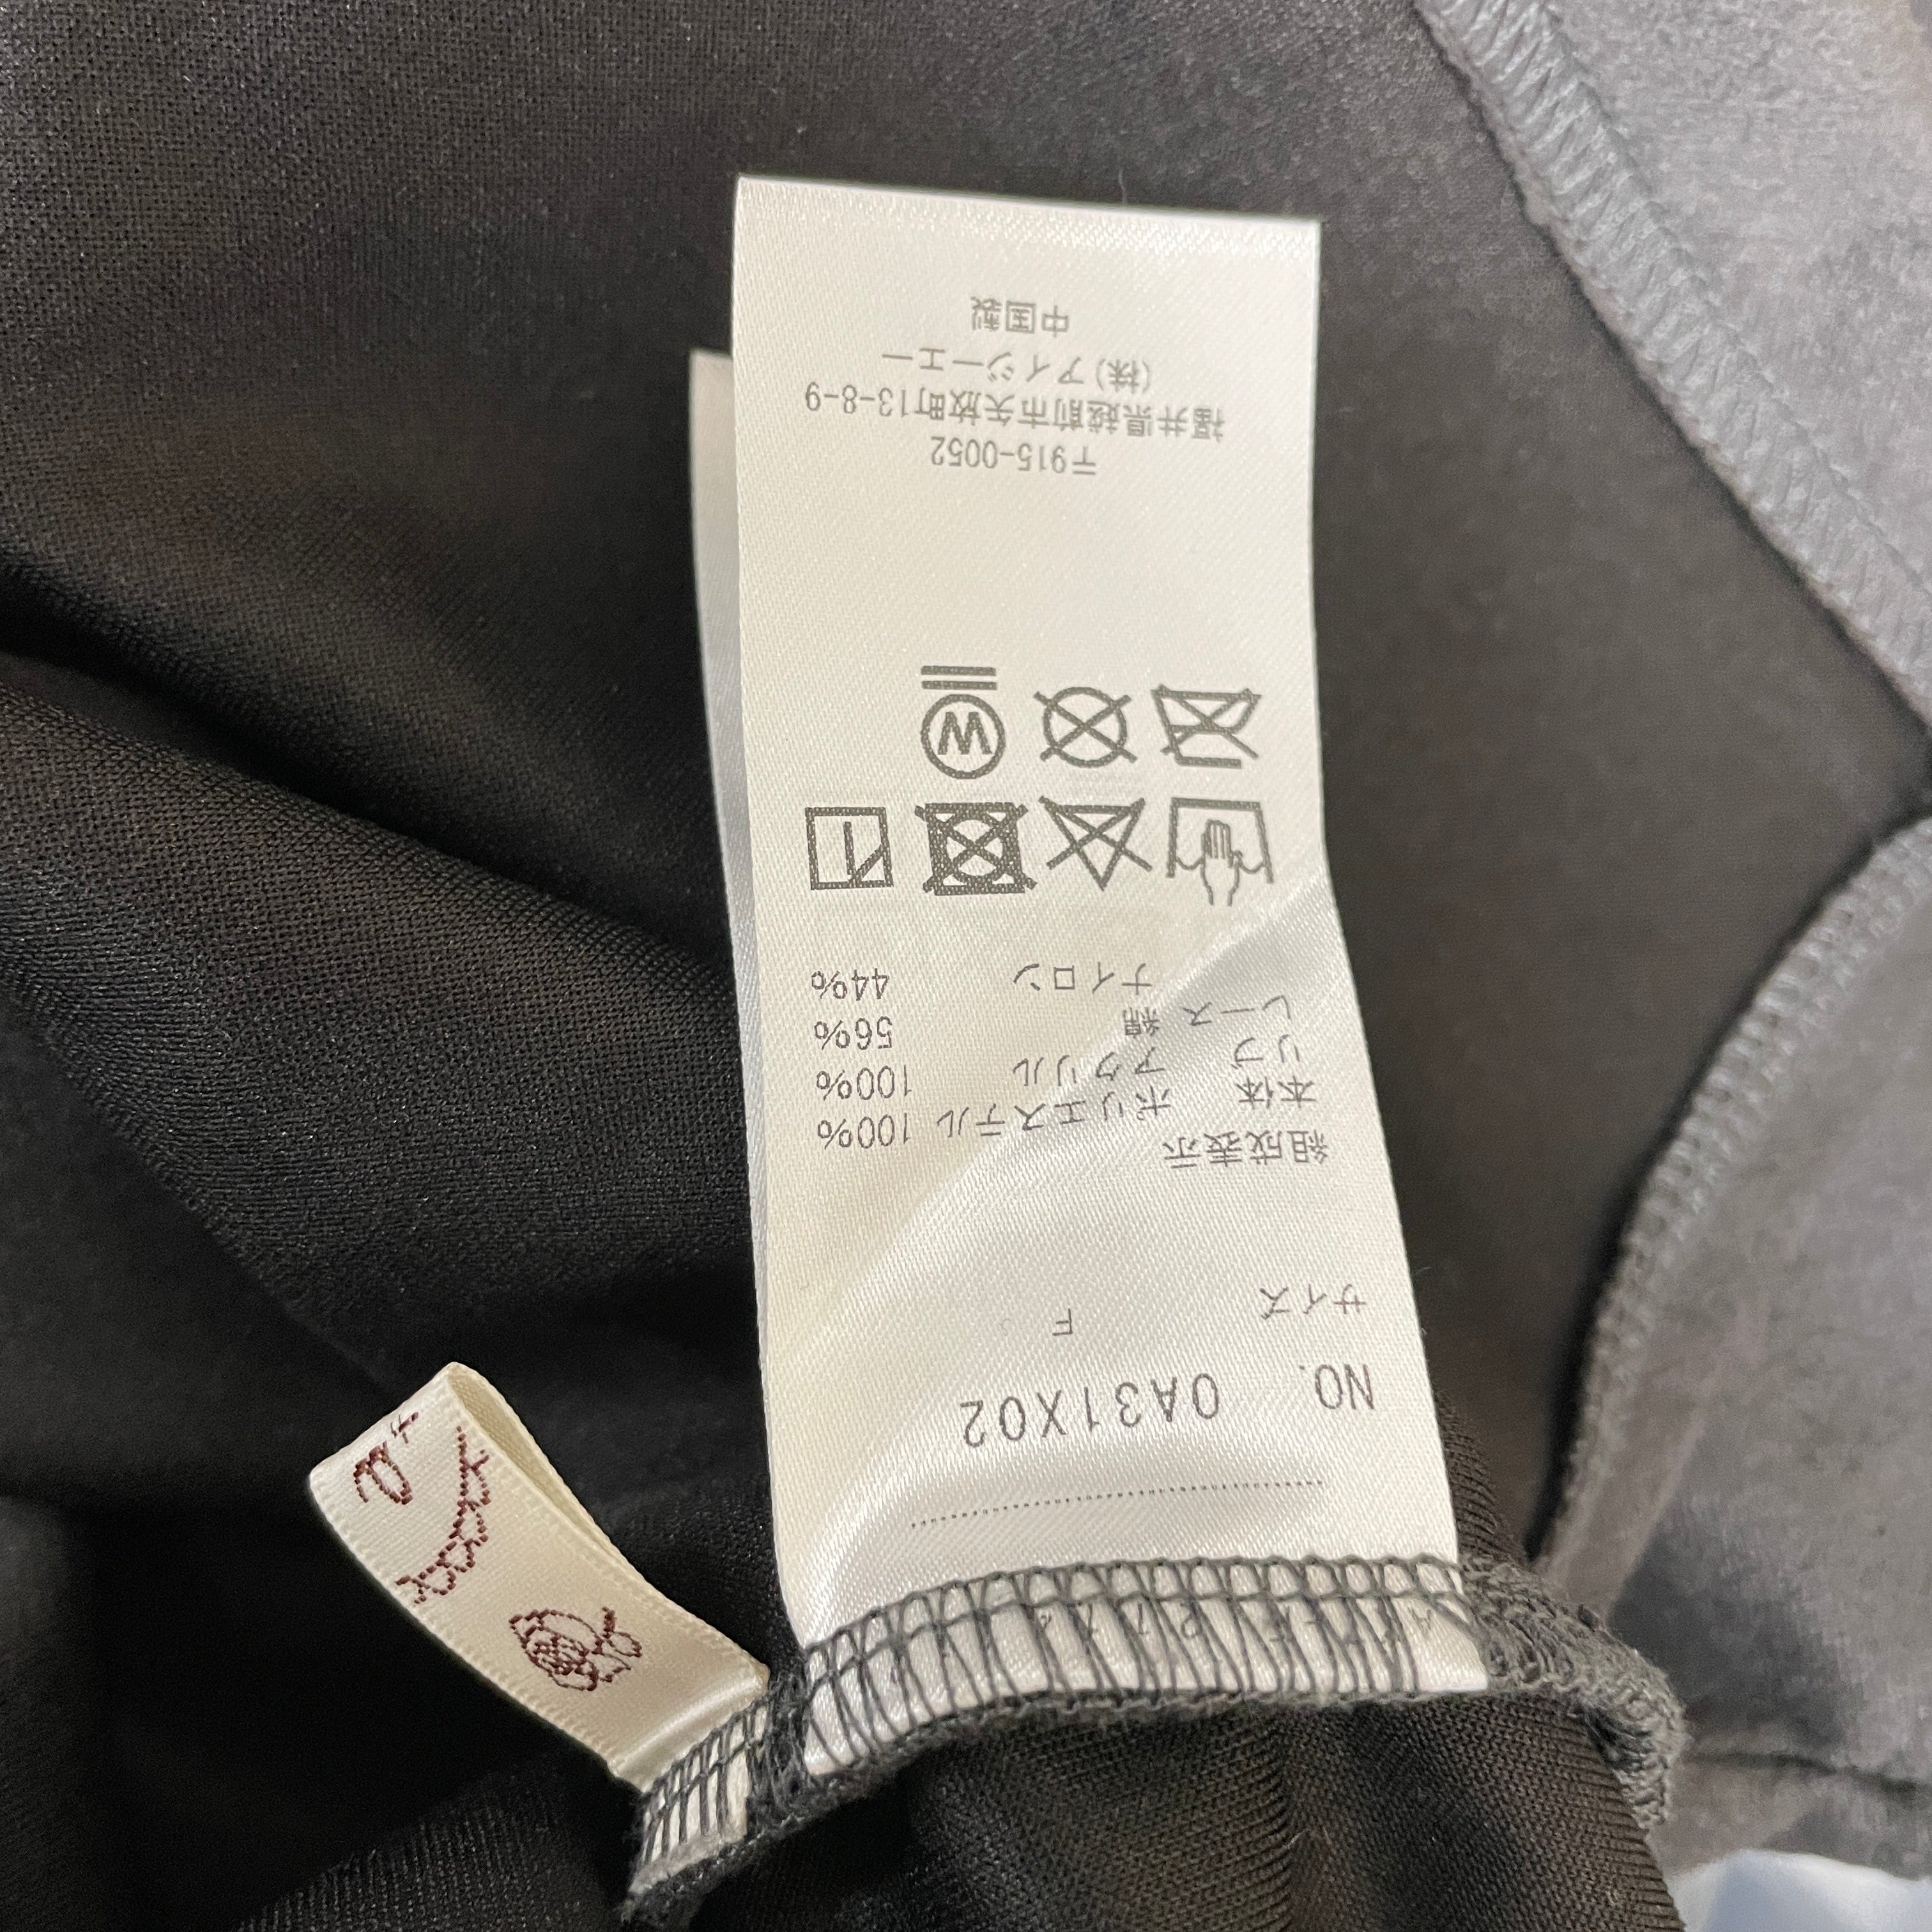 NO. 0A31X02
サイズ F
組成表示
本体 ポリエステル 100%
リブ アクリル 100%
レース 綿 56%
ナイロン 44%
W
〒915-0052
福井県越前市矢放町13-8-9
(株)アイジーエー
中国製